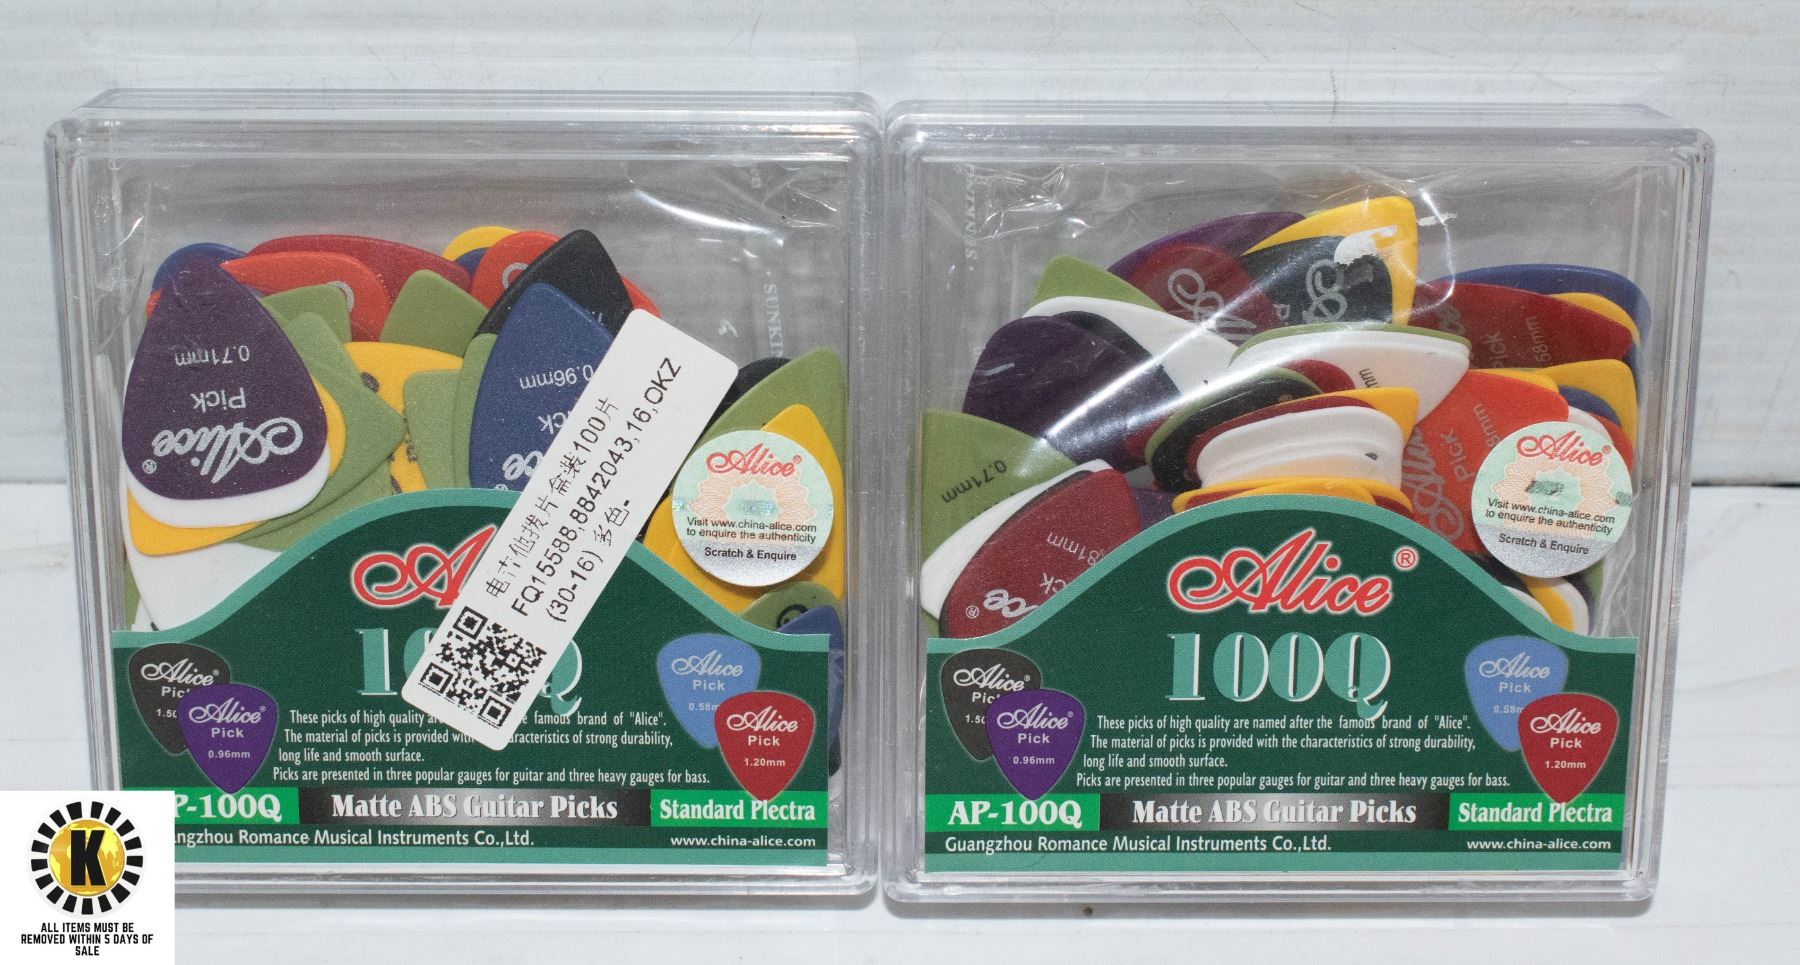 Alice®
Pick
0.71mm
0.96mm
SUNKIN
电吉他拨片盒装100片
FQ15588,8842043,16,OKZ
(30-16) 多色-
Alice®
Visit www.china-alice.com
to enquire the authenticity
Scratch & Enquire
Alice
Pick
1.50
Alice®
Pick
0.96mm
Alice
Pick
0.58m
Alice
Pick
1.20mm
These picks of high quality famous brand of "Alice".
The material of picks is provided with characteristics of strong durability,
long life and smooth surface.
Picks are presented in three popular gauges for guitar and three heavy gauges for bass.
P-100Q
Matte ABS Guitar Picks
Standard Plectra
ngzhou Romance Musical Instruments Co.,Ltd.
www.china-alice.com
SUNKIN
Pick
58mm
0.71mm
Pick
Alice®
Visit www.china-alice.com
to enquire the authenticity
Scratch & Enquire
Alice®
100Q
Alice®
Pick
1.50
Alice®
Pick
0.96mm
Alice
Pick
0.58m
Alice
Pick
1.20mm
These picks of high quality are named after the famous brand of "Alice".
The material of picks is provided with the characteristics of strong durability,
long life and smooth surface.
Picks are presented in three popular gauges for guitar and three heavy gauges for bass.
AP-100Q
Matte ABS Guitar Picks
Standard Plectra
Guangzhou Romance Musical Instruments Co.,Ltd.
www.china-alice.com
K
ALL ITEMS MUST BE
REMOVED WITHIN 5 DAYS OF
SALE